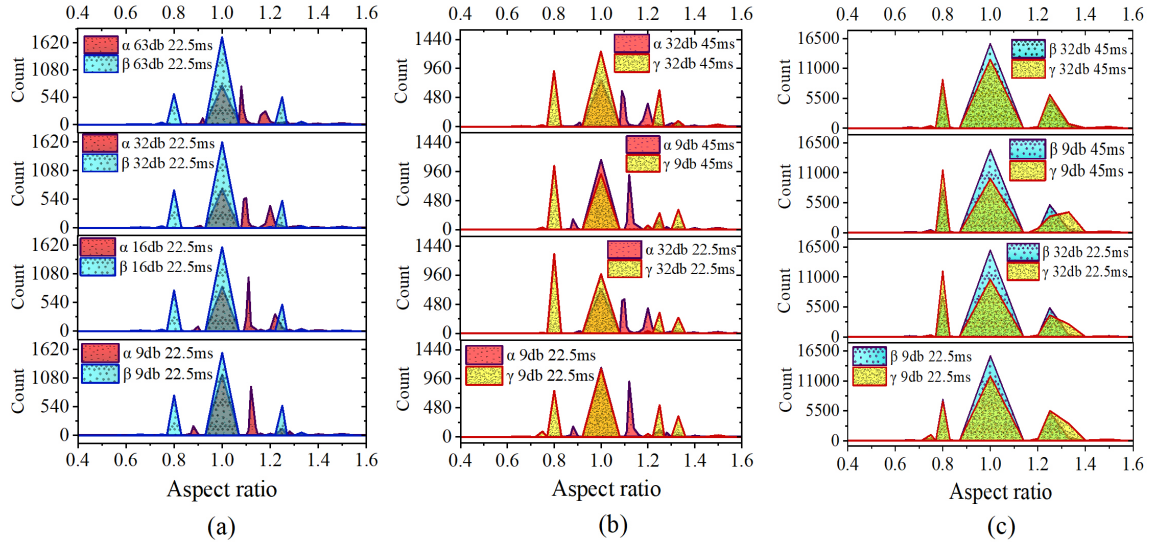 0.4 0.6 0.8 1.0 1.2 1.4 1.6
1620
1080
540
0
Count
α 63db 22.5ms
β 63db 22.5ms
1620
1080
540
0
Count
α 32db 22.5ms
β 32db 22.5ms
1620
1080
540
0
Count
α 16db 22.5ms
β 16db 22.5ms
1620
1080
540
0
Count
α 9db 22.5ms
β 9db 22.5ms
0.4 0.6 0.8 1.0 1.2 1.4 1.6
Aspect ratio
(a)
0.4 0.6 0.8 1.0 1.2 1.4 1.6
1440
960
480
0
Count
α 32db 45ms
γ 32db 45ms
1440
960
480
0
Count
α 9db 45ms
γ 9db 45ms
1440
960
480
0
Count
α 32db 22.5ms
γ 32db 22.5ms
1440
960
480
0
Count
α 9db 22.5ms
γ 9db 22.5ms
0.4 0.6 0.8 1.0 1.2 1.4 1.6
Aspect ratio
(b)
0.4 0.6 0.8 1.0 1.2 1.4 1.6
16500
11000
5500
0
Count
β 32db 45ms
γ 32db 45ms
16500
11000
5500
0
Count
β 9db 45ms
γ 9db 45ms
16500
11000
5500
0
Count
β 32db 22.5ms
γ 32db 22.5ms
16500
11000
5500
0
Count
β 9db 22.5ms
γ 9db 22.5ms
0.4 0.6 0.8 1.0 1.2 1.4 1.6
Aspect ratio
(c)